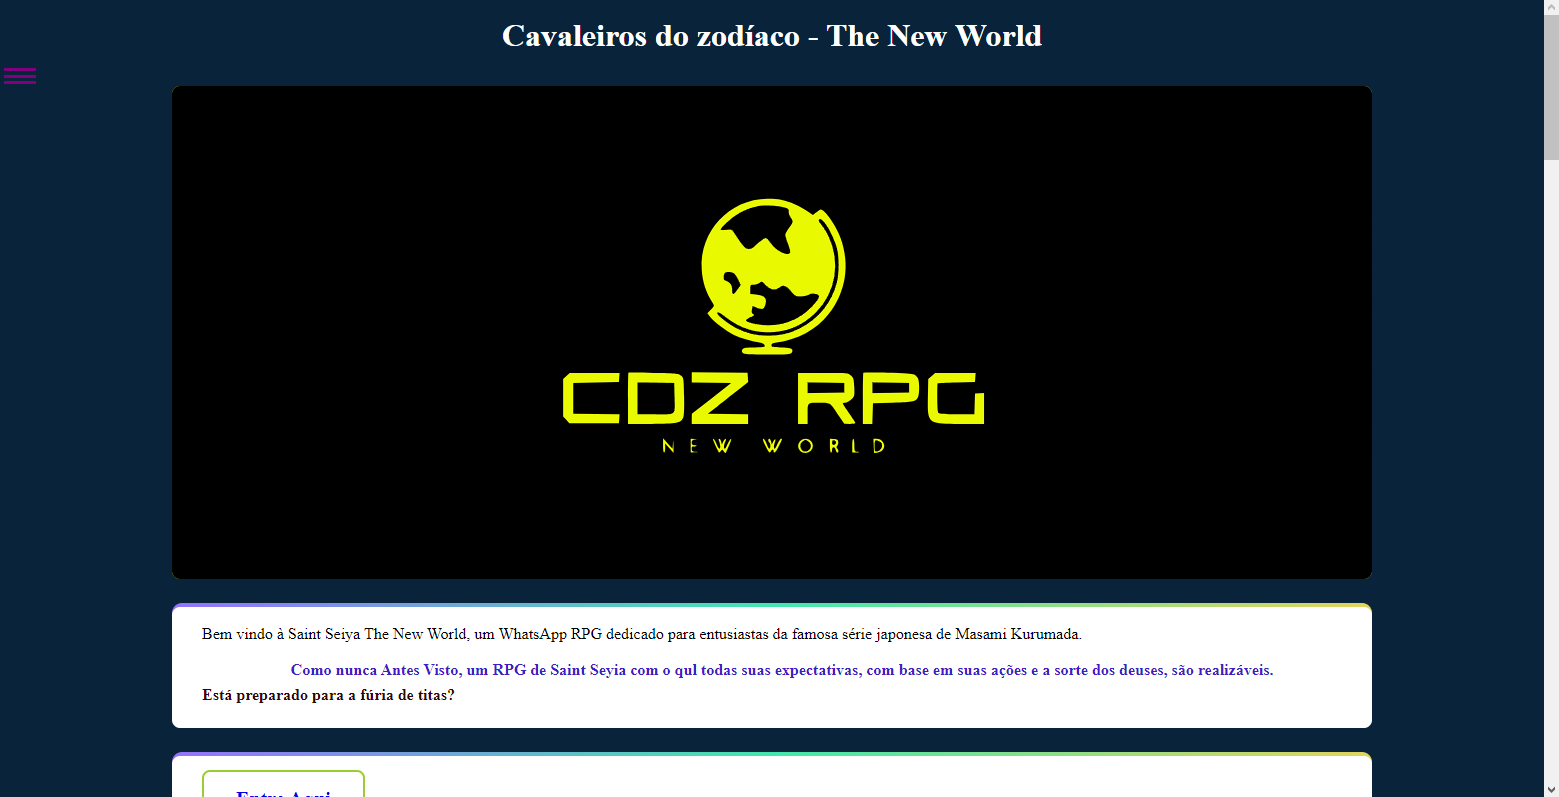 Cavaleiros do zodíaco - The New World
CDZ RPG
NEW WORLD
Bem vindo à Saint Seiya The New World, um WhatsApp RPG dedicado para entusiastas da famosa série japonesa de Masami Kurumada.
Como nunca Antes Visto, um RPG de Saint Seyia com o qul todas suas expectativas, com base em suas ações e a sorte dos deuses, são realizáveis.
Está preparado para a fúria de titas?
Entre Aqui